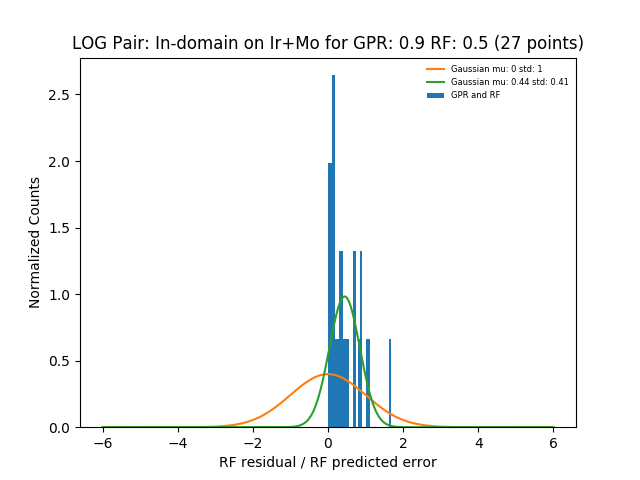 LOG Pair: In-domain on Ir+Mo for GPR: 0.9 RF: 0.5 (27 points)
Gaussian mu: 0 std: 1
Gaussian mu: 0.44 std: 0.41
GPR and RF
Normalized Counts
2.5
2.0
1.5
1.0
0.5
0.0
−6 −4 −2 0 2 4 6
RF residual / RF predicted error